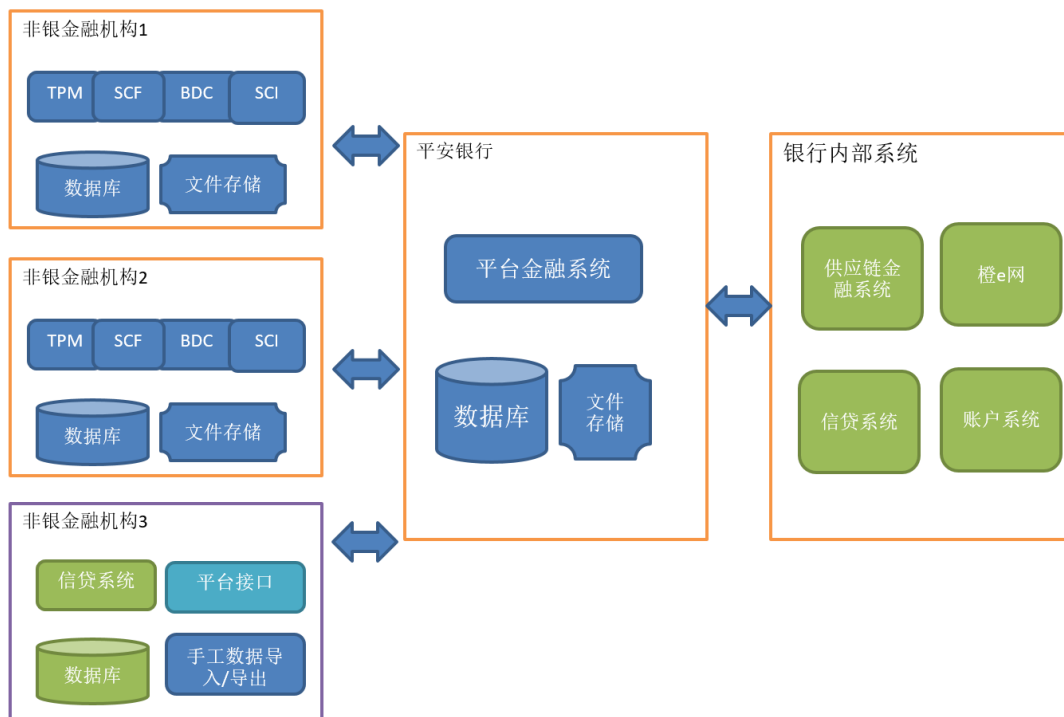 非银金融机构1
TPM
SCF
BDC
SCI
数据库
文件存储
非银金融机构2
TPM
SCF
BDC
SCI
数据库
文件存储
非银金融机构3
信贷系统
平台接口
数据库
手工数据导
入/导出
平安银行
平台金融系统
数据库
文件
存储
银行内部系统
供应链金
融系统
橙e网
信贷系统
账户系统